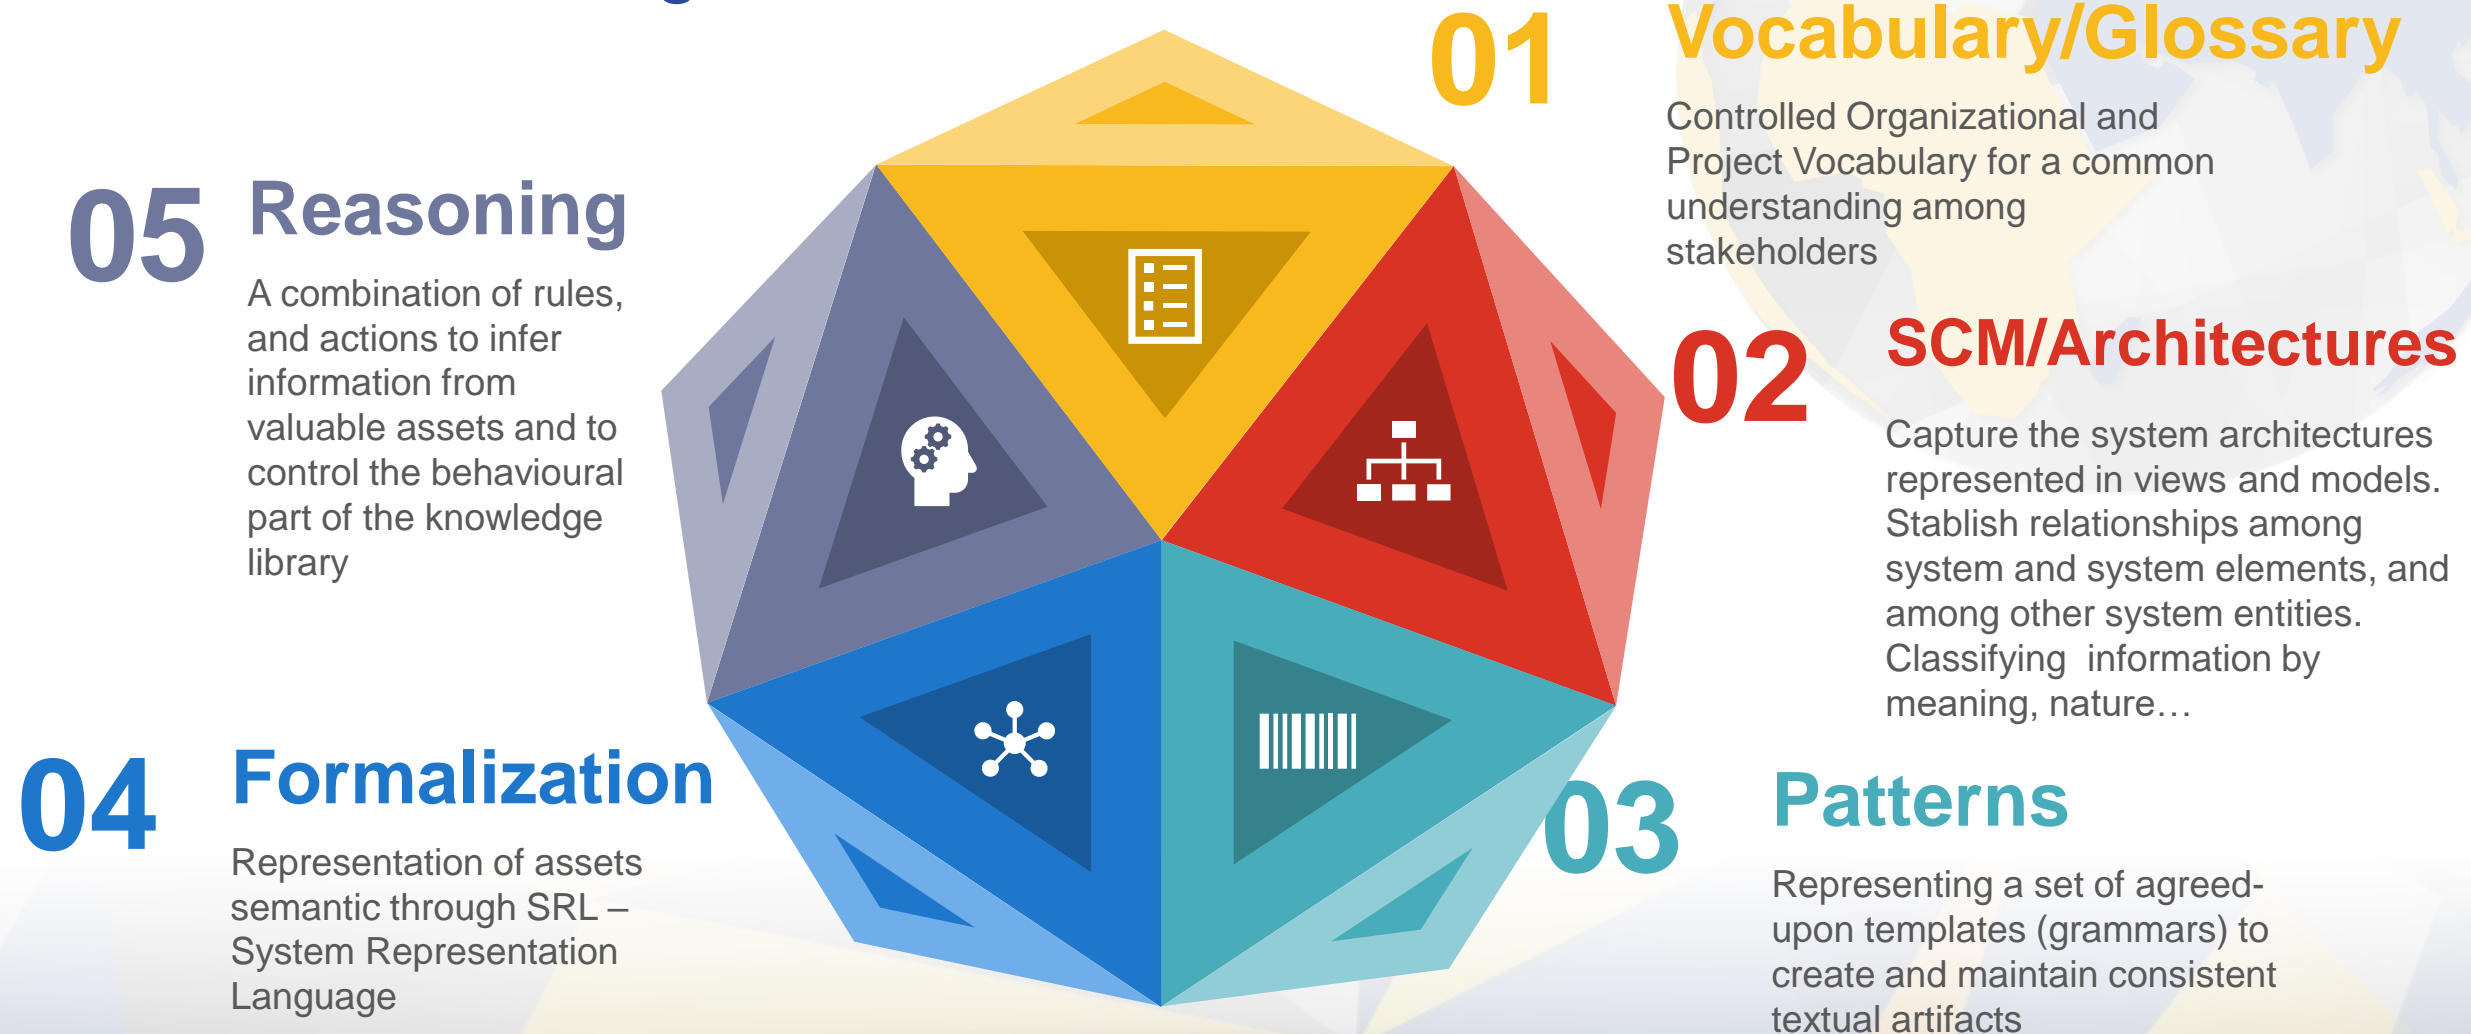 01
Vocabulary/Glossary
Controlled Organizational and
Project Vocabulary for a common
understanding among
stakeholders
02
SCM/Architectures
Capture the system architectures
represented in views and models.
Stablish relationships among
system and system elements, and
among other system entities.
Classifying  information by
meaning, nature…
03
Patterns
Representing a set of agreed-
upon templates (grammars) to
create and maintain consistent
textual artifacts
04
Formalization
Representation of assets
semantic through SRL –
System Representation
Language
05
Reasoning
A combination of rules,
and actions to infer
information from
valuable assets and to
control the behavioural
part of the knowledge
library